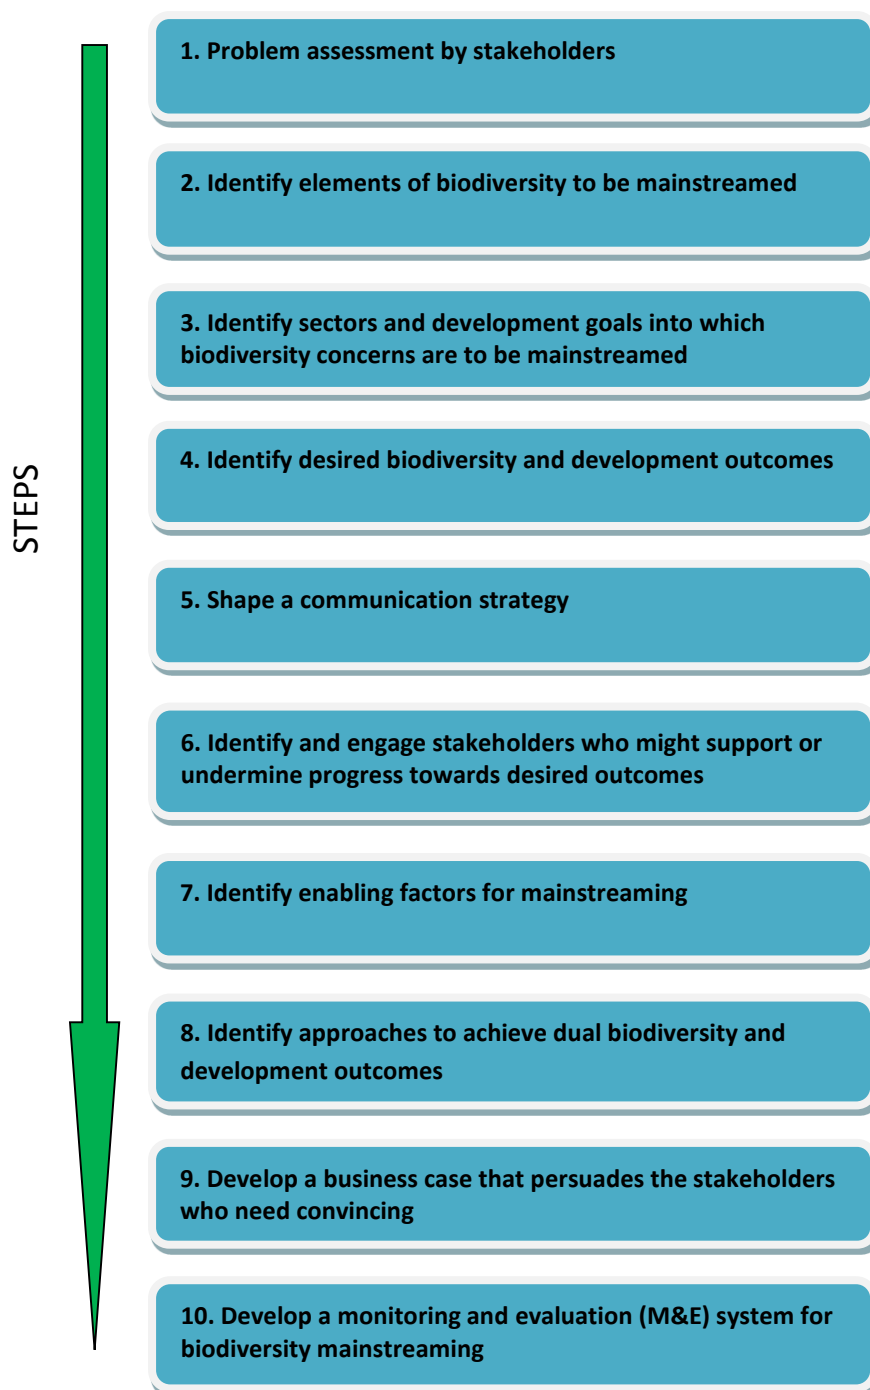 1. Problem assessment by stakeholders
2. Identify elements of biodiversity to be mainstreamed
3. Identify sectors and development goals into which
biodiversity concerns are to be mainstreamed
4. Identify desired biodiversity and development outcomes
STEPS
5. Shape a communication strategy
6. Identify and engage stakeholders who might support or
undermine progress towards desired outcomes
7. Identify enabling factors for mainstreaming
8. Identify approaches to achieve dual biodiversity and
development outcomes
9. Develop a business case that persuades the stakeholders
who need convincing
10. Develop a monitoring and evaluation (M&E) system for
biodiversity mainstreaming